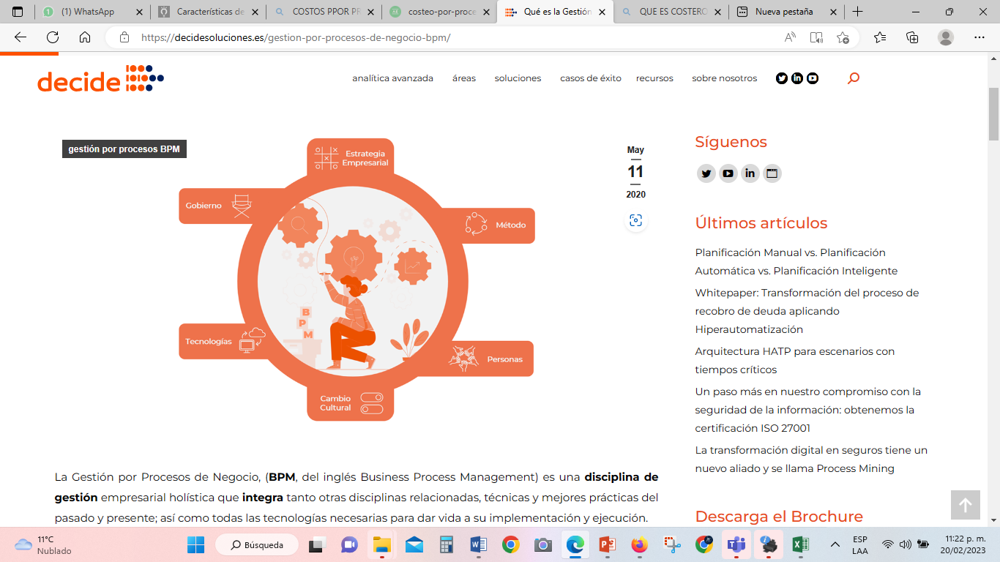 (1) WhatsApp
Características de
COSTOS PPOR PR
costeo-por-proce
Qué es la Gestión
QUE ES COSTERO
Nueva pestaña
https://decidesoluciones.es/gestion-por-procesos-de-negocio-bpm/
decide
analítica avanzada
áreas
soluciones
casos de éxito
recursos
sobre nosotros
gestión por procesos BPM
Estrategia
Empresarial
Gobierno
Método
B
P
M
Tecnologías
Personas
Cambio
Cultural
May
11
2020
La Gestión por Procesos de Negocio, (BPM, del inglés Business Process Management) es una disciplina de
gestión empresarial holística que integra tanto otras disciplinas relacionadas, técnicas y mejores prácticas del
pasado y presente; así como todas las tecnologías necesarias para dar vida a su implementación y ejecución.
Síguenos
Últimos artículos
Planificación Manual vs. Planificación
Automática vs. Planificación Inteligente
Whitepaper: Transformación del proceso de
recobro de deuda aplicando
Hiperautomatización
Arquitectura HATP para escenarios con
tiempos críticos
Un paso más en nuestro compromiso con la
seguridad de la información: obtenemos la
certificación ISO 27001
La transformación digital en seguros tiene un
nuevo aliado y se llama Process Mining
Descarga el Brochure
11°C
Nublado
Búsqueda
ESP
LAA
11:22 p. m.
20/02/2023